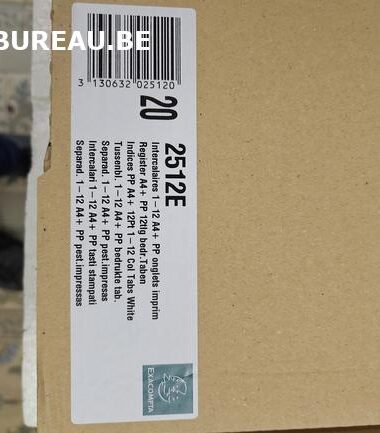 BUREAU.BE
3 130632 025120
20 2512E
Intercalaires 1-12 A4+ PP onglets imprim
Register A4+ PP 12tlg bedr.Taben
Indices PP A4+ 12Pt 1-12 Col Tabs White
Tussenbl. 1-12 A4+ PP bedrukte tab.
Separad. 1-12 A4+ PP pest.impresas
Intercalari 1-12 A4+ PP tasti stampati
Separad. 1-12 A4+ PP pest.impressas
EXACOMPTA